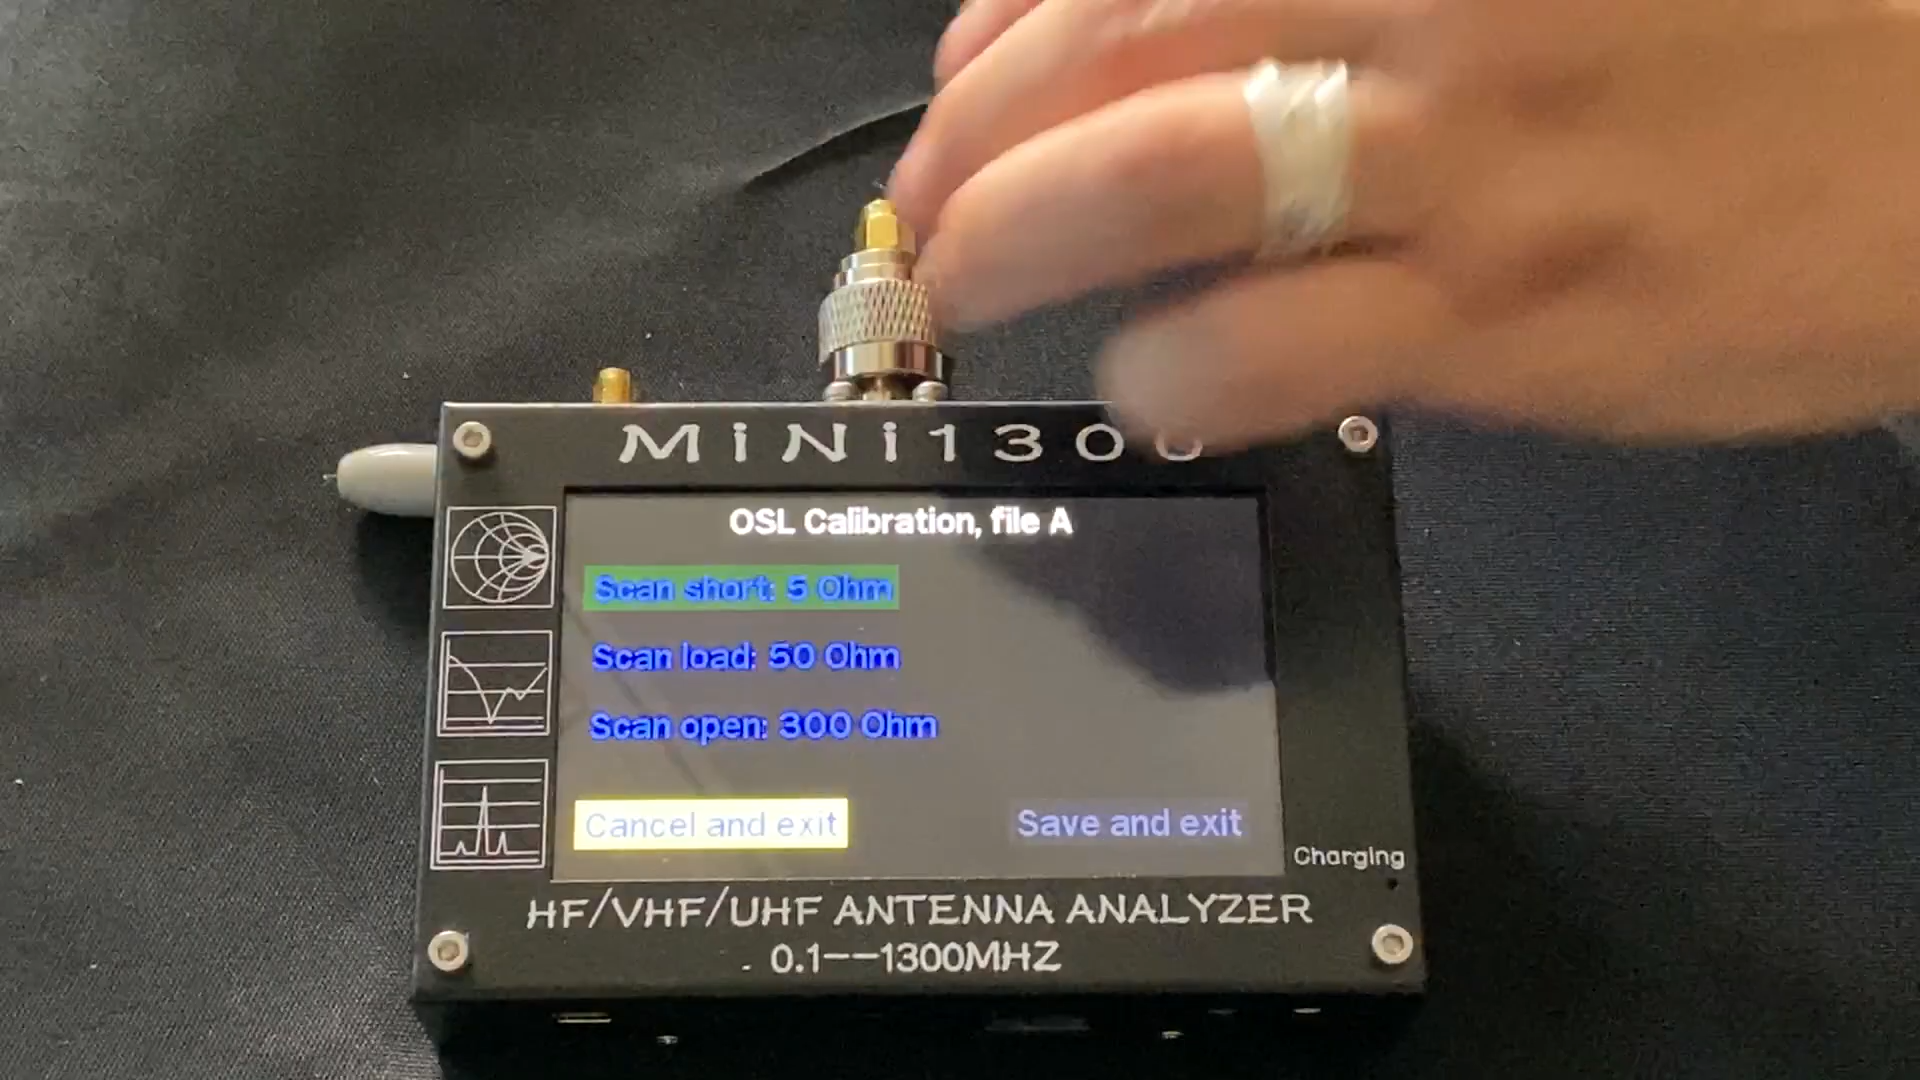 MiNi1300
OSL Calibration, file A
Scan short: 5 Ohm
Scan load: 50 Ohm
Scan open: 300 Ohm
Cancel and exit
Save and exit
Charging
HF/VHF/UHF ANTENNA ANALYZER
0.1--1300MHZ